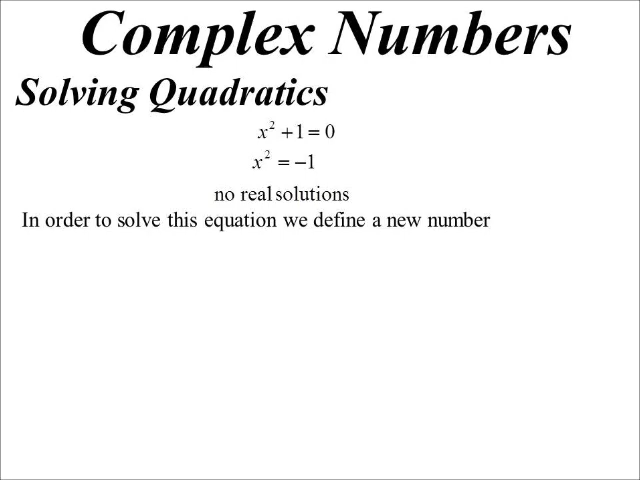 Complex Numbers
Solving Quadratics
x² + 1 = 0
x² = −1
no real solutions
In order to solve this equation we define a new number